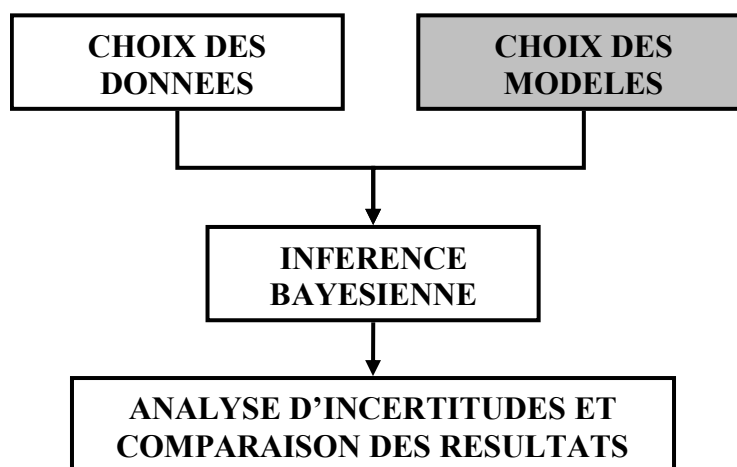 CHOIX DES
DONNEES
CHOIX DES
MODELES
INFERENCE
BAYESIENNE
ANALYSE D’INCERTITUDES ET
COMPARAISON DES RESULTATS